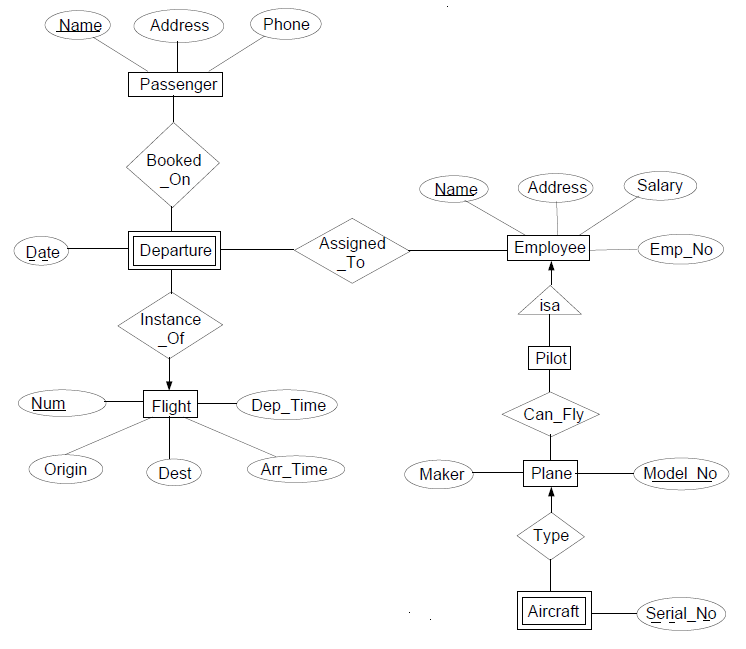 Name
Address
Phone
Passenger
Booked
_On
Date
Departure
Assigned
_To
Name
Address
Salary
Employee
Emp_No
Instance
_Of
isa
Pilot
Num
Flight
Dep_Time
Can_Fly
Origin
Dest
Arr_Time
Maker
Plane
Model_No
Type
Aircraft
Serial_No